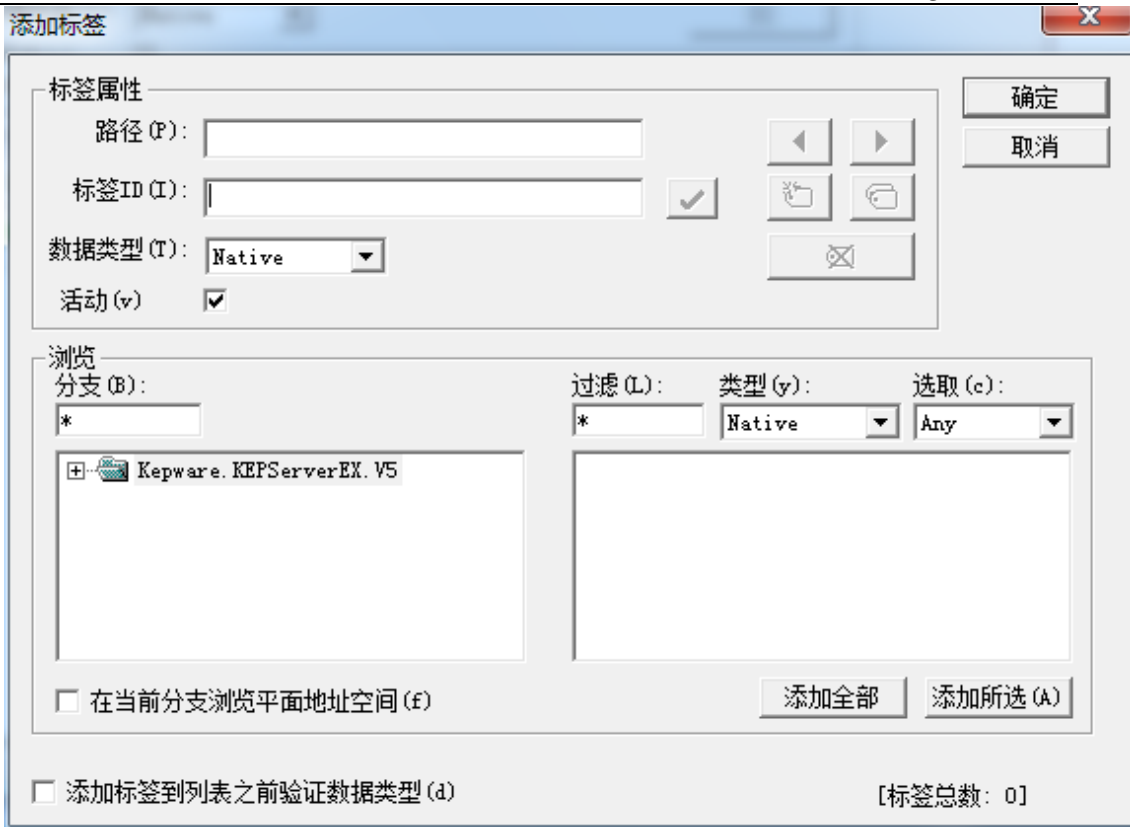 添加标签
标签属性
确定
路径(P):
取消
标签ID(I):
数据类型(T): Native
活动(v)
浏览
分支(B): 过滤(L): 类型(y): 选取(c):
* * Native Any
Kepware.KEPServerEX.V5
在当前分支浏览平面地址空间(f) 添加全部 添加所选(A)
添加标签到列表之前验证数据类型(d) [标签总数: 0]